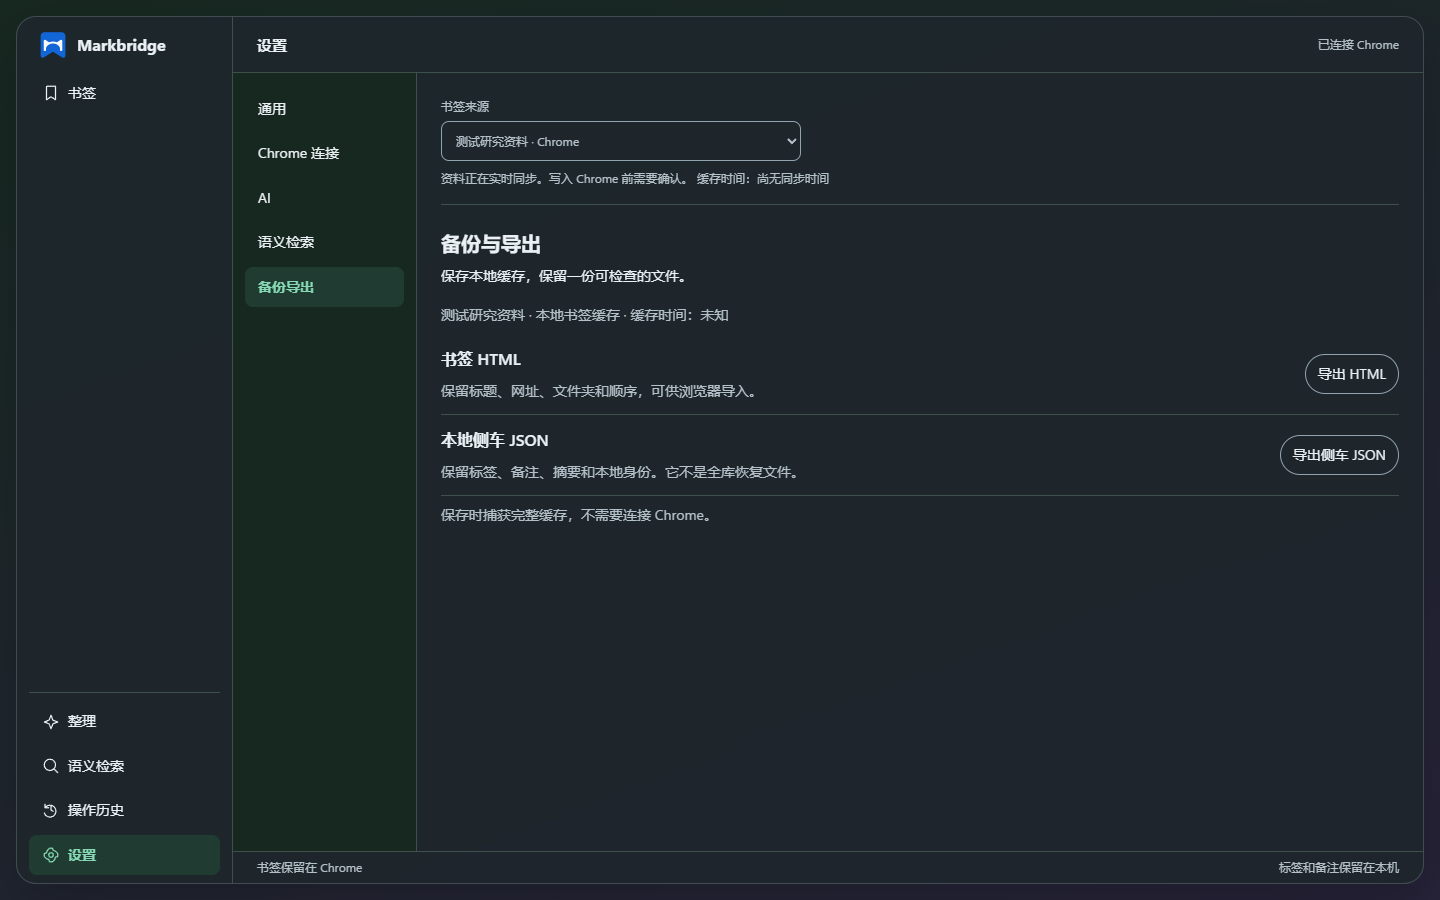 Markbridge
书签
整理
语义检索
操作历史
设置
设置
已连接 Chrome
通用
Chrome 连接
AI
语义检索
备份导出
书签来源
测试研究资料 · Chrome
资料正在实时同步。写入 Chrome 前需要确认。 缓存时间：尚无同步时间
备份与导出
保存本地缓存，保留一份可检查的文件。
测试研究资料 · 本地书签缓存 · 缓存时间：未知
书签 HTML
保留标题、网址、文件夹和顺序，可供浏览器导入。
导出 HTML
本地侧车 JSON
保留标签、备注、摘要和本地身份。它不是全库恢复文件。
导出侧车 JSON
保存时捕获完整缓存，不需要连接 Chrome。
书签保留在 Chrome
标签和备注保留在本机